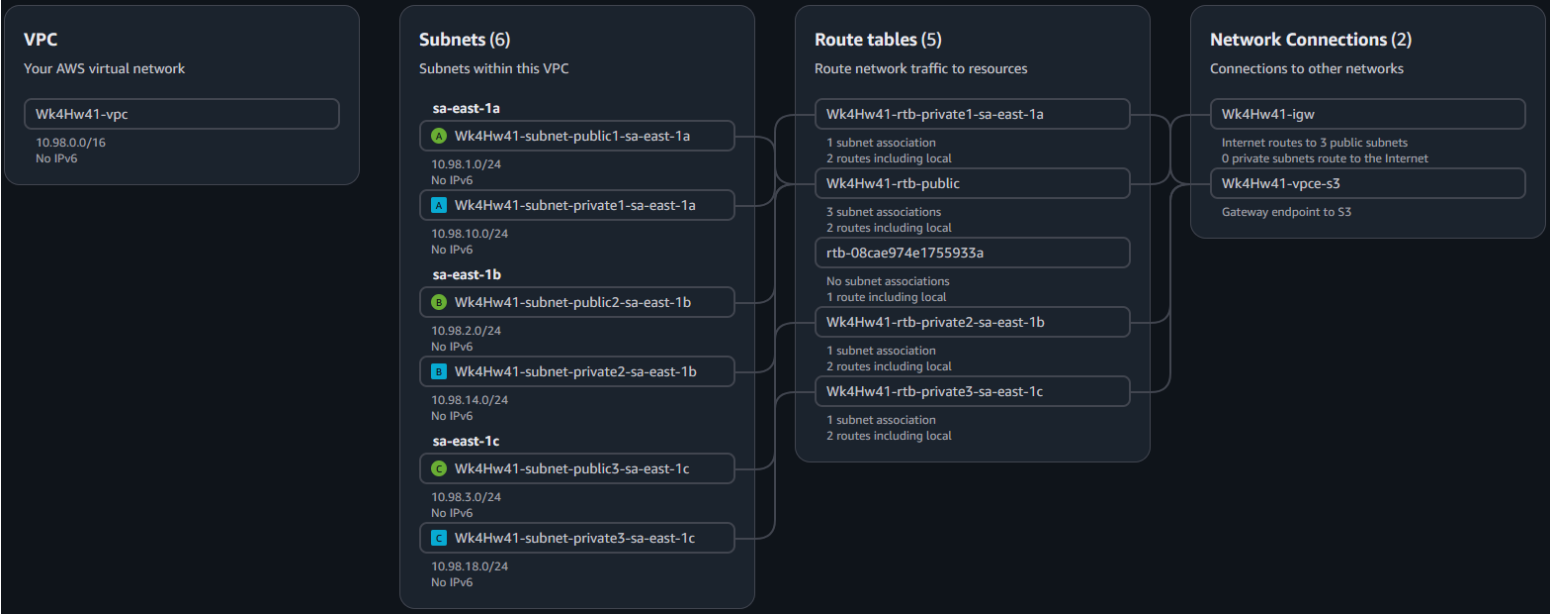 VPC
Your AWS virtual network
Wk4Hw41-vpc
10.98.0.0/16
No IPv6
Subnets (6)
Subnets within this VPC
sa-east-1a
A Wk4Hw41-subnet-public1-sa-east-1a
10.98.1.0/24
No IPv6
A Wk4Hw41-subnet-private1-sa-east-1a
10.98.10.0/24
No IPv6
sa-east-1b
B Wk4Hw41-subnet-public2-sa-east-1b
10.98.2.0/24
No IPv6
B Wk4Hw41-subnet-private2-sa-east-1b
10.98.14.0/24
No IPv6
sa-east-1c
C Wk4Hw41-subnet-public3-sa-east-1c
10.98.3.0/24
No IPv6
C Wk4Hw41-subnet-private3-sa-east-1c
10.98.18.0/24
No IPv6
Route tables (5)
Route network traffic to resources
Wk4Hw41-rtb-private1-sa-east-1a
1 subnet association
2 routes including local
Wk4Hw41-rtb-public
3 subnet associations
2 routes including local
rtb-08cae974e1755933a
No subnet associations
1 route including local
Wk4Hw41-rtb-private2-sa-east-1b
1 subnet association
2 routes including local
Wk4Hw41-rtb-private3-sa-east-1c
1 subnet association
2 routes including local
Network Connections (2)
Connections to other networks
Wk4Hw41-igw
Internet routes to 3 public subnets
0 private subnets route to the Internet
Wk4Hw41-vpce-s3
Gateway endpoint to S3